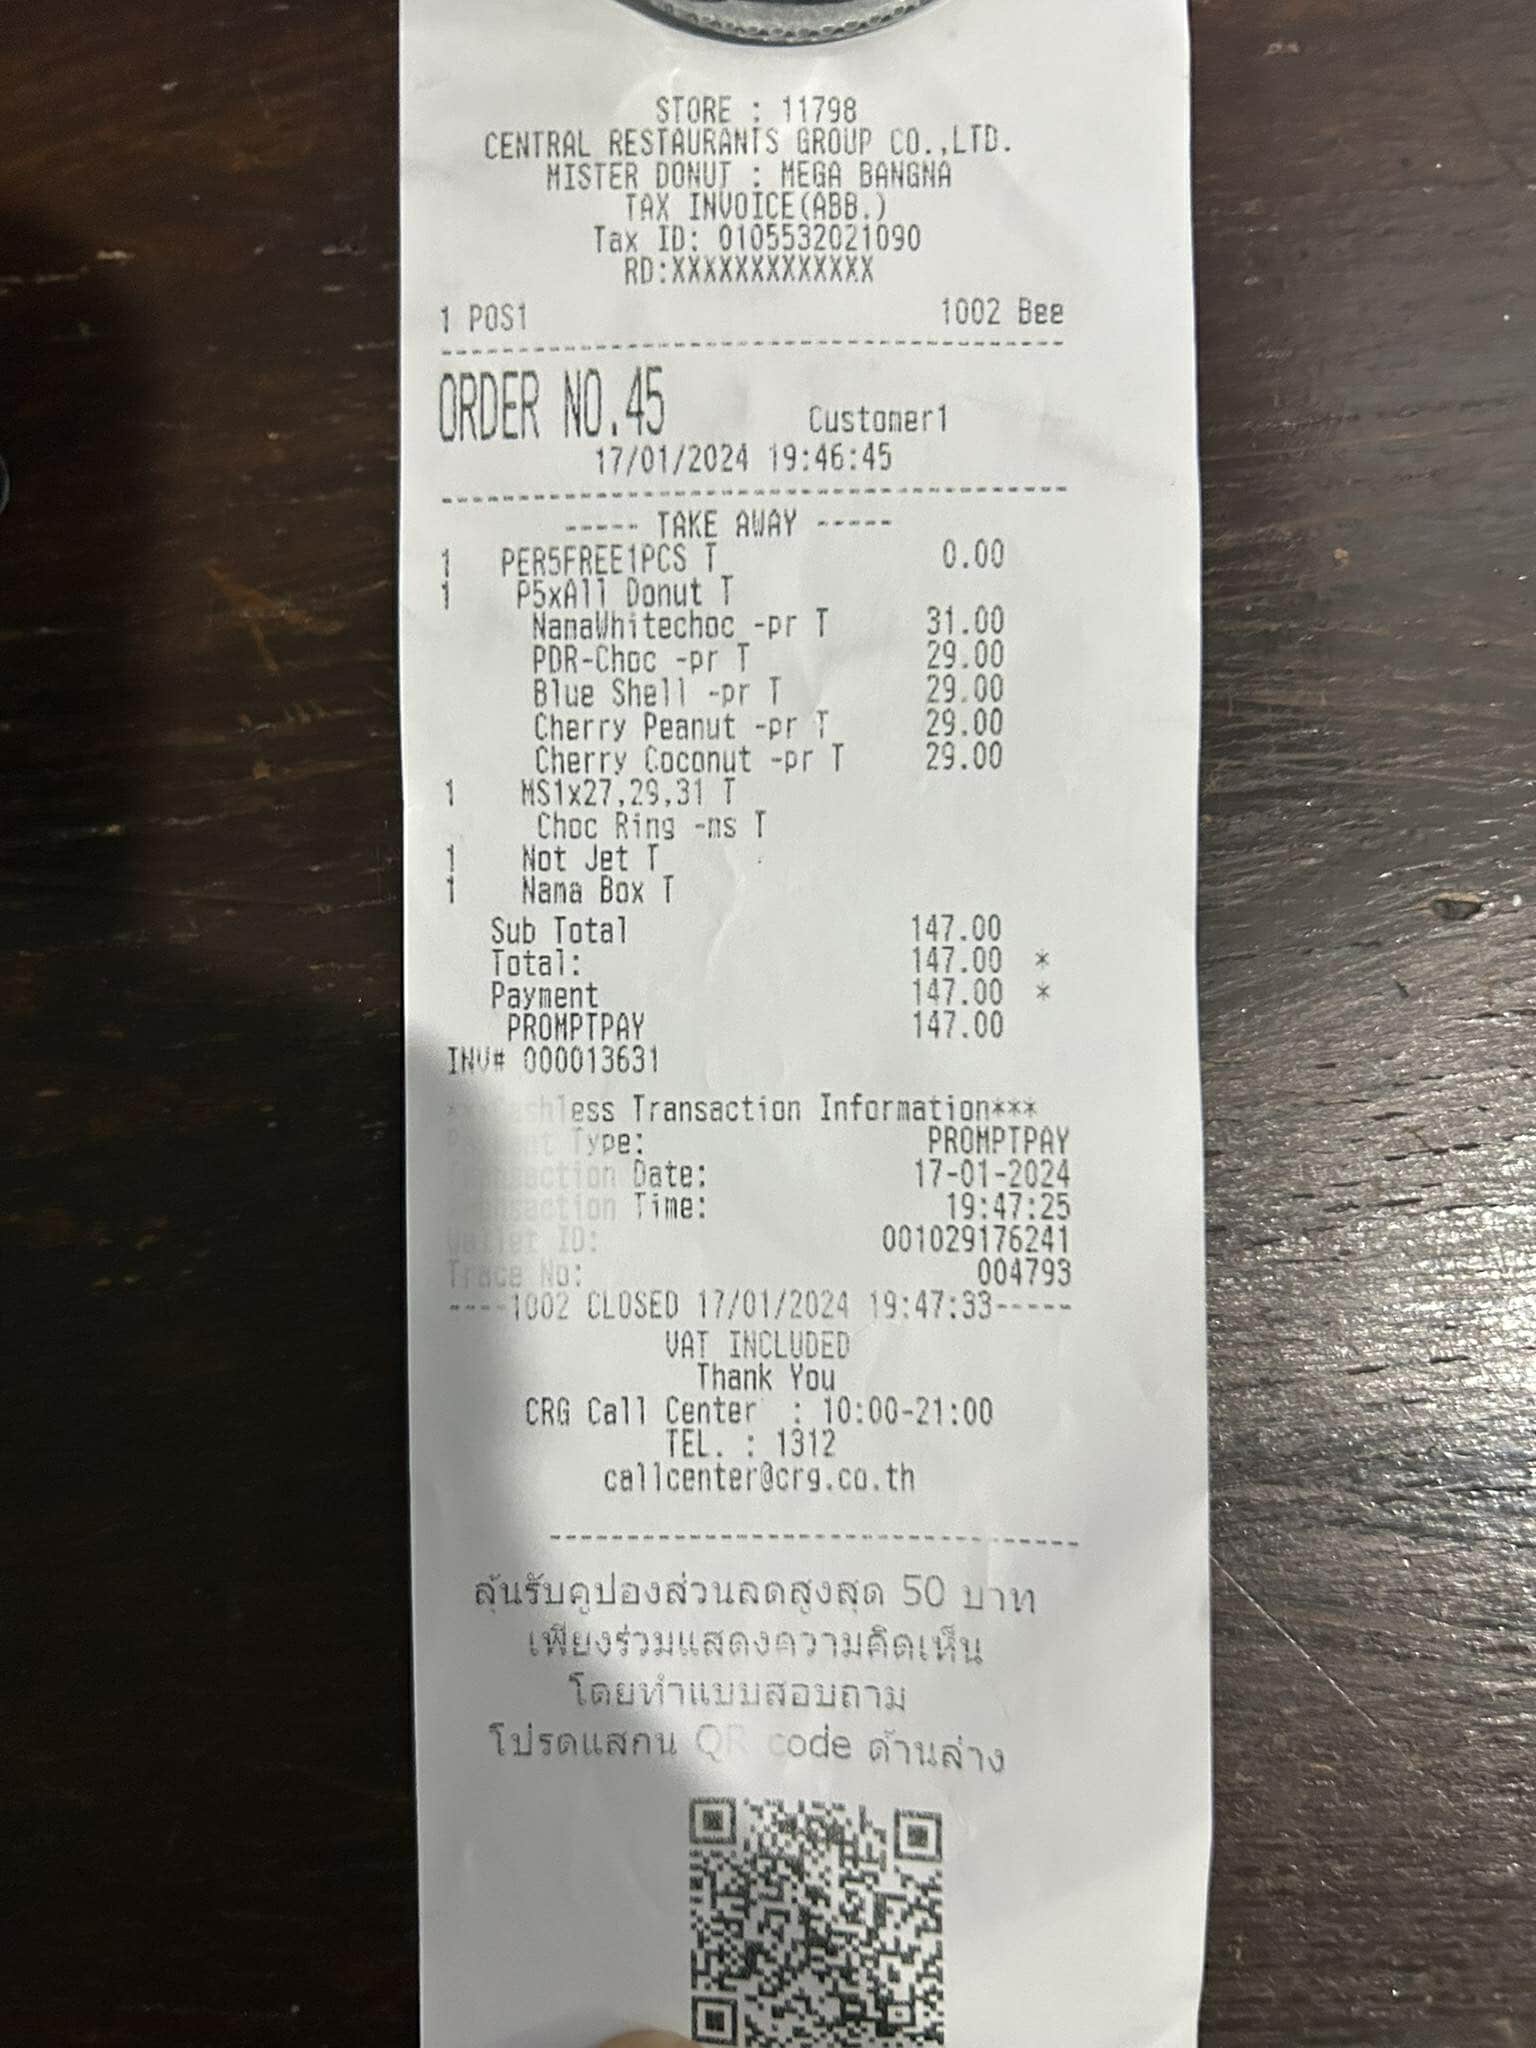 STORE : 11798
CENTRAL RESTAURANTS GROUP CO.,LTD.
MISTER DONUT : MEGA BANGNA
TAX INVOICE(ABB.)
Tax ID: 0105532021090
RD:XXXXXXXXXXXXX
1 POS1 1002 Bee
ORDER NO.45 Customer1
17/01/2024 19:46:45
----- TAKE AWAY -----
1 PER5FREE1PCS T 0.00
1 P5xAll Donut T
NamaWhitechoc -pr T 31.00
PDR-Choc -pr T 29.00
Blue Shell -pr T 29.00
Cherry Peanut -pr T 29.00
Cherry Coconut -pr T 29.00
1 MS1x27,29,31 T
Choc Ring -ms T
1 Not Jet T
1 Nama Box T
Sub Total 147.00
Total: 147.00 *
Payment 147.00 *
PROMPTPAY 147.00
INV# 000013631
***Cashless Transaction Information***
Payment Type: PROMPTPAY
Transaction Date: 17-01-2024
Transaction Time: 19:47:25
Wallet ID: 001029176241
Trace No: 004793
----1002 CLOSED 17/01/2024 19:47:33-----
VAT INCLUDED
Thank You
CRG Call Center : 10:00-21:00
TEL. : 1312
callcenter@crg.co.th
ลุ้นรับคูปองส่วนลดสูงสุด 50 บาท
เพียงร่วมแสดงความคิดเห็น
โดยทำแบบสอบถาม
โปรดแสกน QR code ด้านล่าง